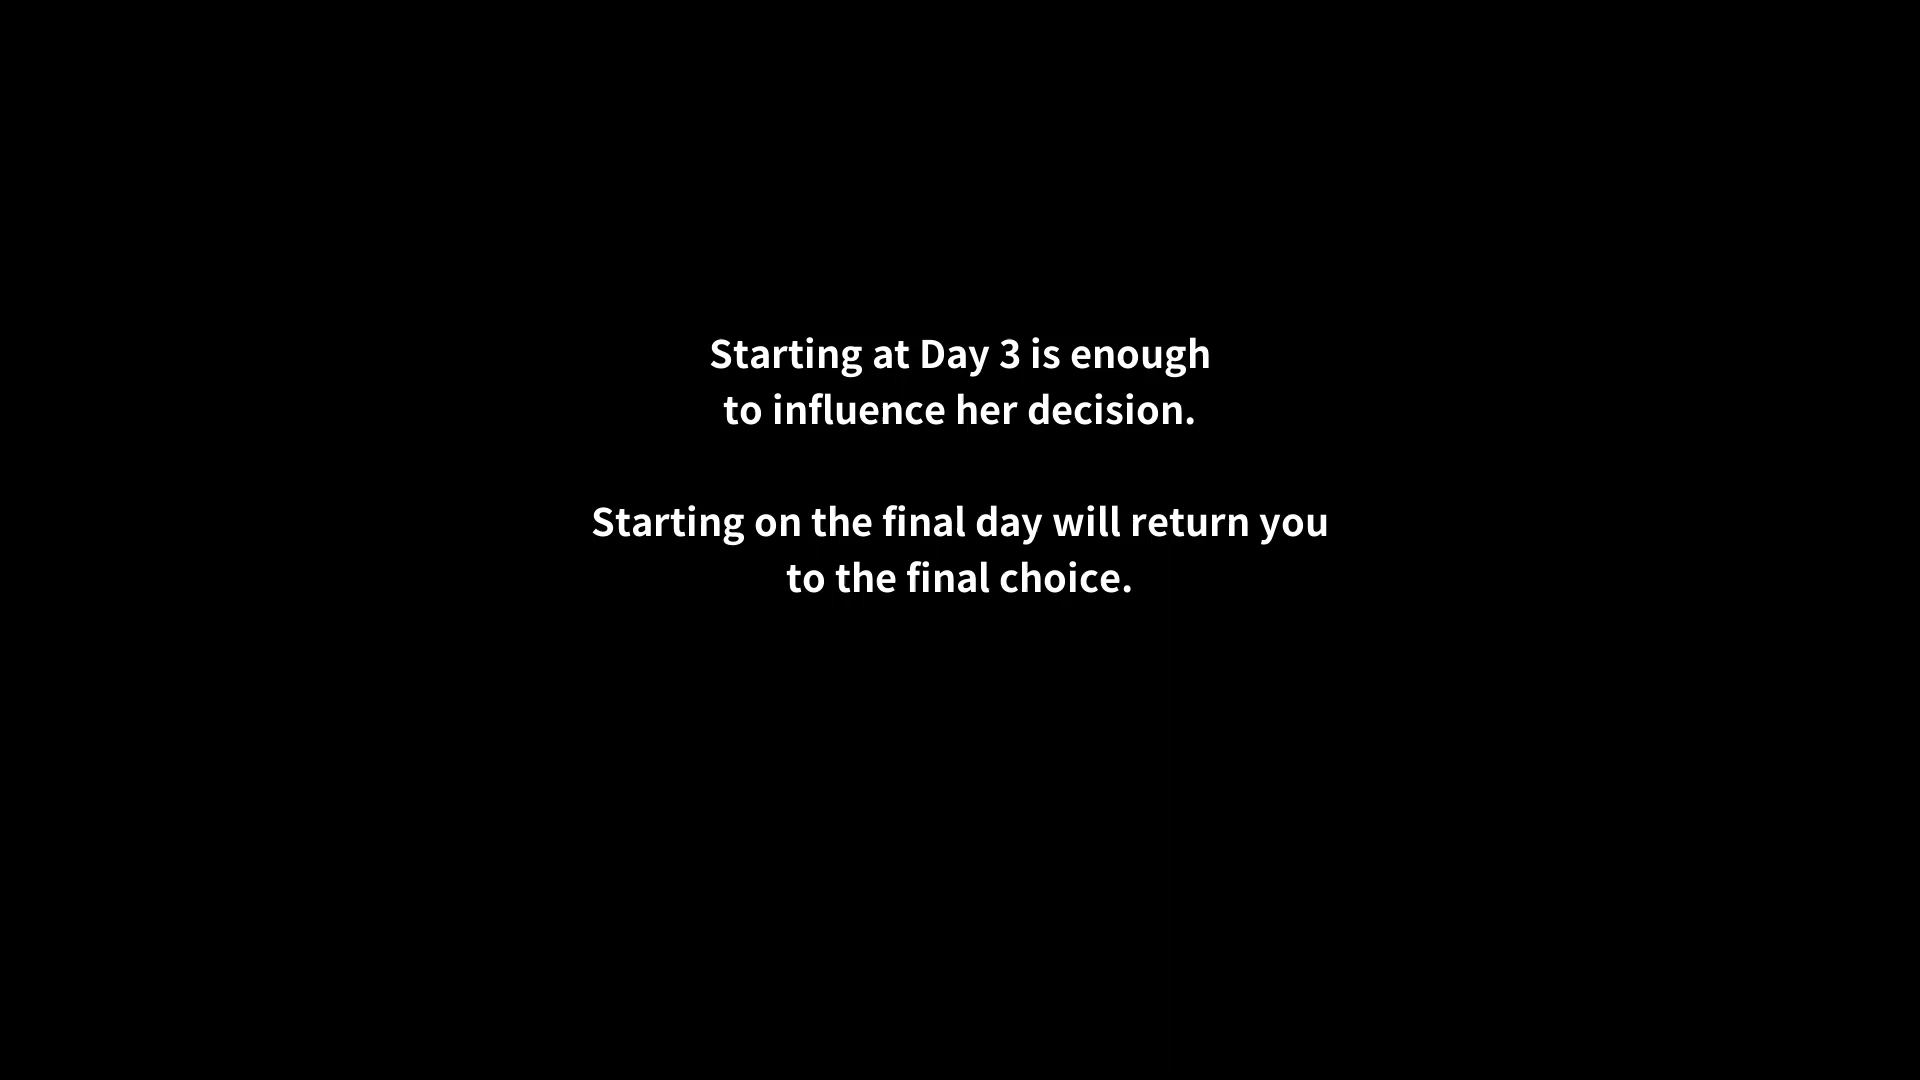 Starting at Day 3 is enough
to influence her decision.
Starting on the final day will return you
to the final choice.